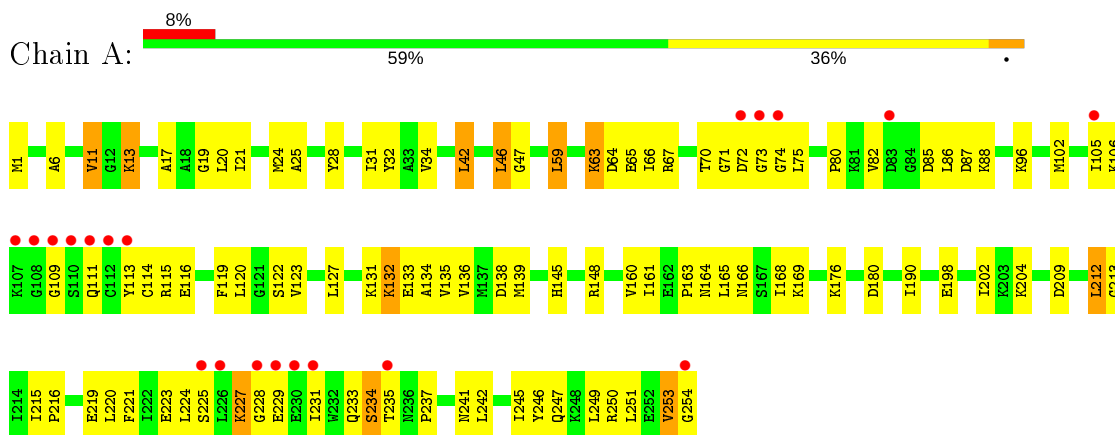 8%
Chain A:
59% 36% •
M1 A6 V11 G12 K13 A17 A18 G19 L20 I21 M24 A25 Y28 I31 Y32 A33 V34 L42 L46 G47 L59 K63 D64 E65 I66 R67 T70 G71 D72 G73 G74 L75 P80 K81 V82 D83 G84 D85 L86 D87 K88 K96 M102 I105 K106
K107 G108 G109 S110 Q111 C112 Y113 C114 R115 E116 F119 L120 G121 S122 V123 L127 K131 K132 E133 A134 V135 V136 M137 D138 M139 H145 R148 V160 I161 E162 P163 N164 L165 N166 S167 I168 K169 K176 D180 I190 E198 I202 K203 K204 D209 L212
I214 I215 P216 E219 L220 F221 I222 E223 L224 S225 L226 K227 G228 E229 E230 I231 W232 Q233 S234 T235 N236 P237 N241 L242 I245 Y246 Q247 K248 L249 R250 L251 E252 V253 G254